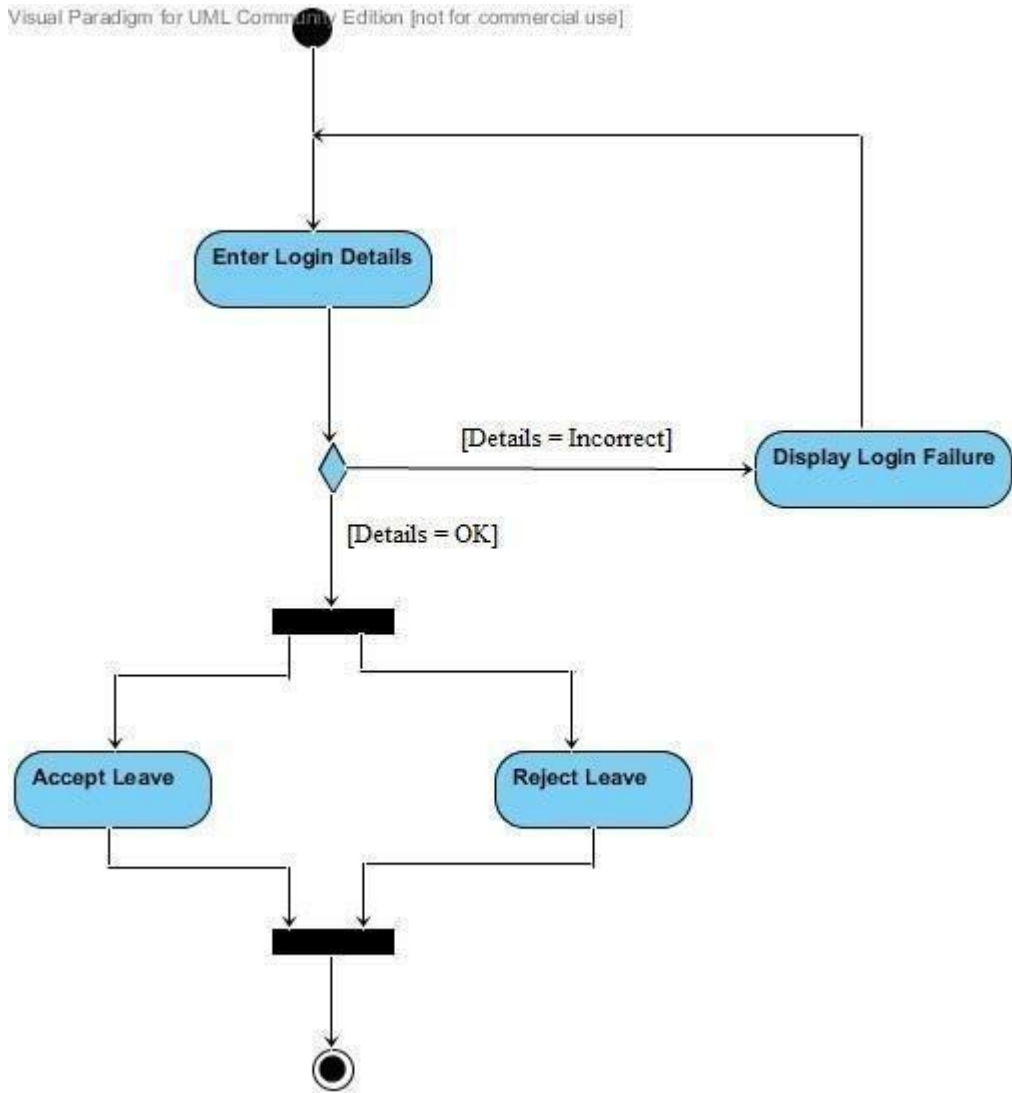 Visual Paradigm for UML Community Edition [not for commercial use]
Enter Login Details
[Details = Incorrect]
Display Login Failure
[Details = OK]
Accept Leave
Reject Leave